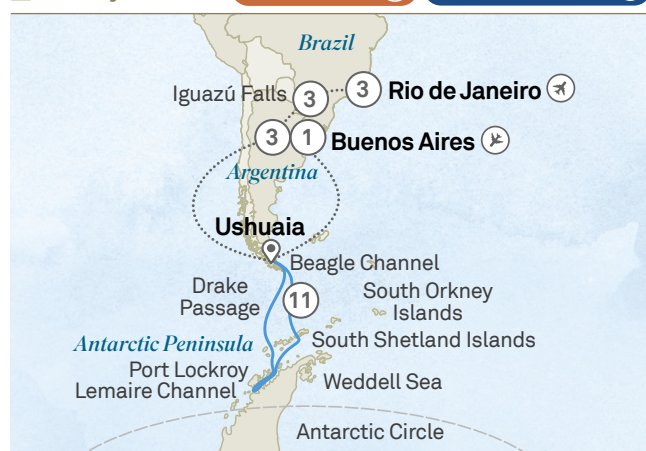 Brazil
Iguazú Falls
3
3
Rio de Janeiro
3
1
Buenos Aires
Argentina
Ushuaia
Beagle Channel
Drake
Passage
11
South Orkney
Islands
Antarctic Peninsula
South Shetland Islands
Port Lockroy
Lemaire Channel
Weddell Sea
Antarctic Circle